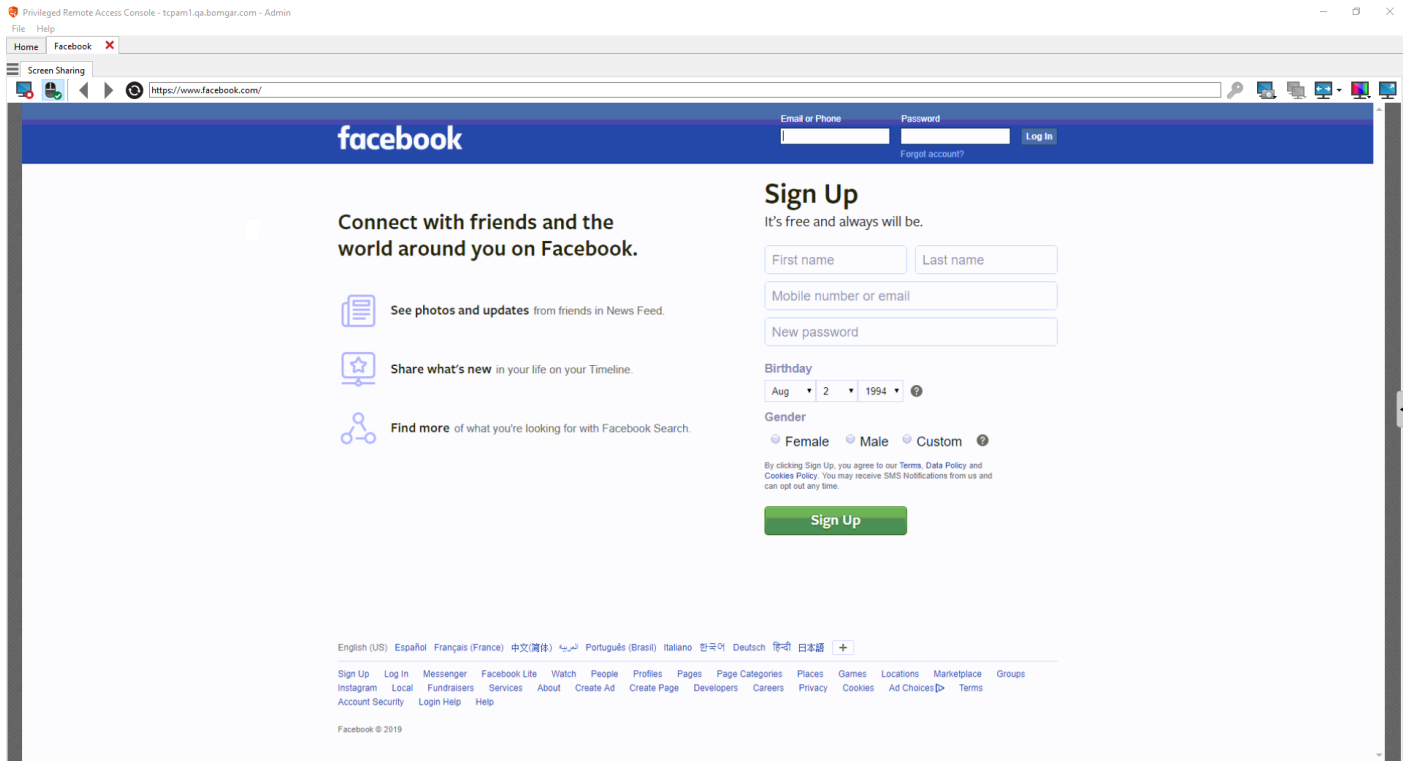 Privileged Remote Access Console - tcpam1.qa.bomgar.com - Admin
File Help
Home Facebook
Screen Sharing
https://www.facebook.com/
Email or Phone Password
facebook
Log In
Forgot account?
Sign Up
It's free and always will be.
Connect with friends and the
world around you on Facebook.
First name Last name
Mobile number or email
New password
See photos and updates from friends in News Feed.
Share what's new in your life on your Timeline.
Find more of what you're looking for with Facebook Search.
Birthday
Aug 2 1994 ?
Gender
Female Male Custom ?
By clicking Sign Up, you agree to our Terms, Data Policy and
Cookies Policy. You may receive SMS Notifications from us and
can opt out any time.
Sign Up
English (US) Español Français (France) 中文(简体) العربية Português (Brasil) Italiano 한국어 Deutsch हिन्दी 日本語 +
Sign Up Log In Messenger Facebook Lite Watch People Profiles Pages Page Categories Places Games Locations Marketplace Groups
Instagram Local Fundraisers Services About Create Ad Create Page Developers Careers Privacy Cookies Ad Choices Terms
Account Security Login Help Help
Facebook © 2019